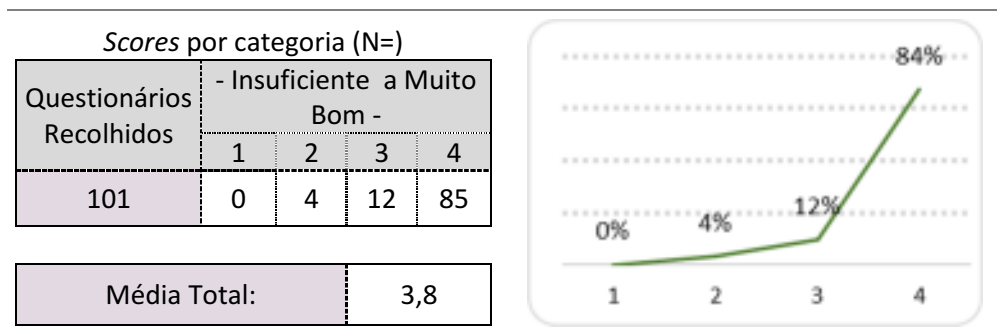 Scores por categoria (N=)
Questionários Recolhidos
- Insuficiente a Muito Bom -
1 2 3 4
101 0 4 12 85
Média Total: 3,8
84%
12%
4%
0%
1 2 3 4